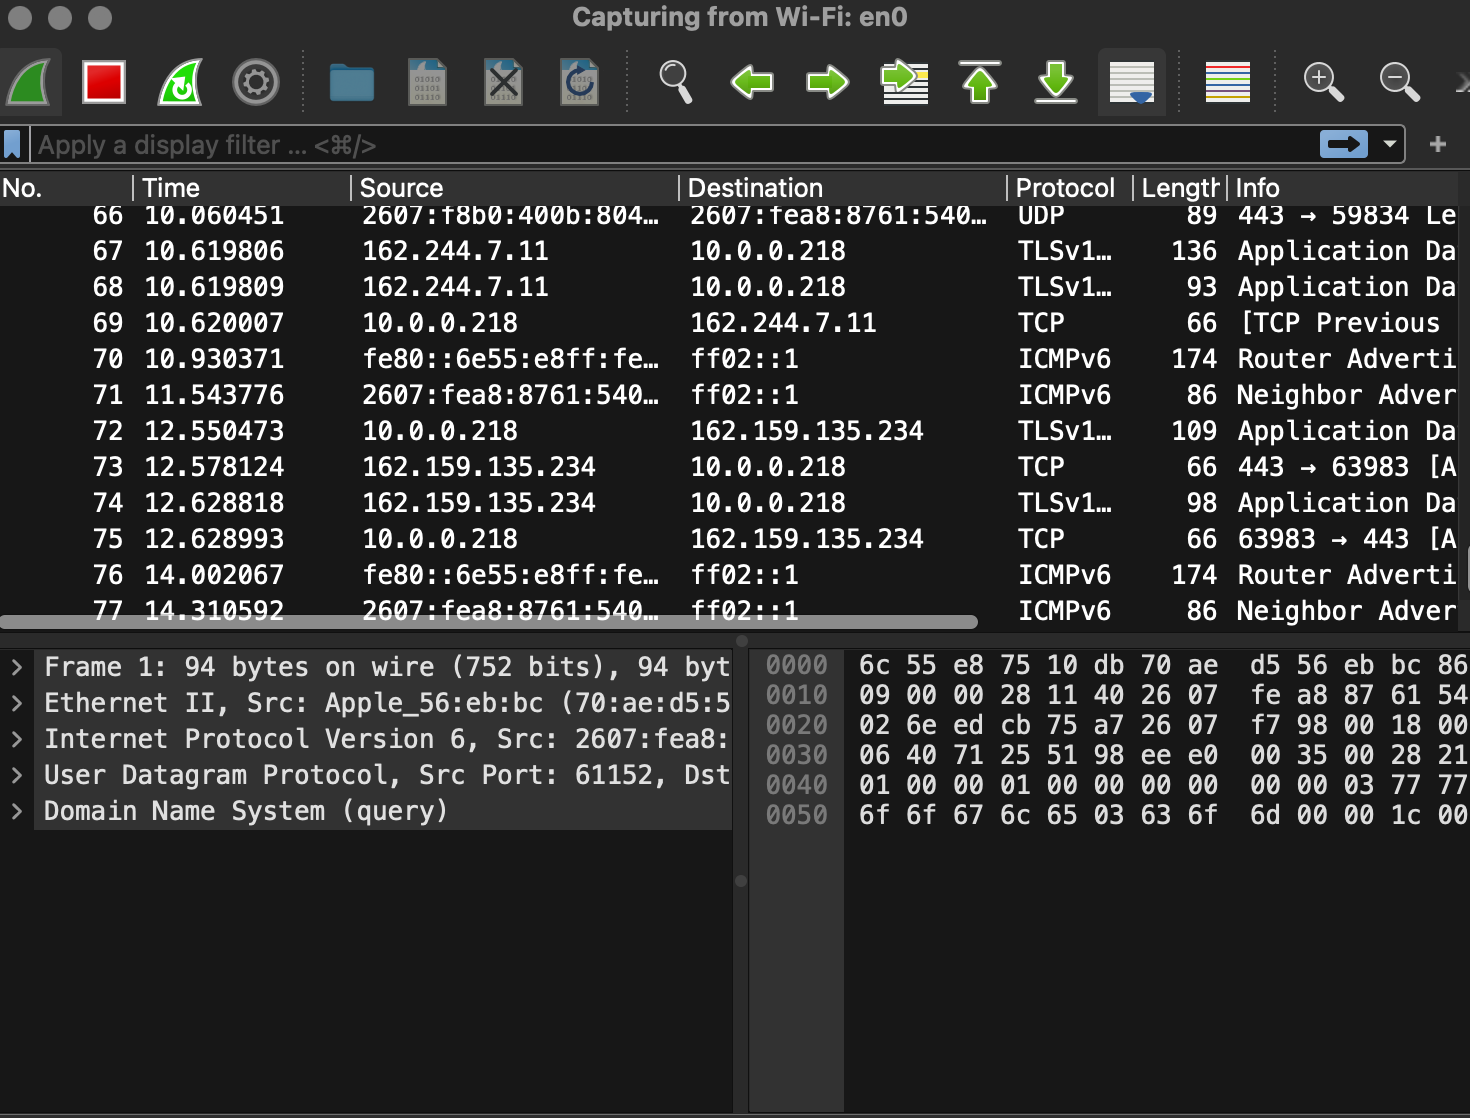 Capturing from Wi-Fi: en0
Apply a display filter ... <⌘/>
No. Time Source Destination Protocol Length Info
66 10.060451 2607:f8b0:400b:804… 2607:fea8:8761:540… UDP 89 443 → 59834 Le
67 10.619806 162.244.7.11 10.0.0.218 TLSv1… 136 Application Da
68 10.619809 162.244.7.11 10.0.0.218 TLSv1… 93 Application Da
69 10.620007 10.0.0.218 162.244.7.11 TCP 66 [TCP Previous
70 10.930371 fe80::6e55:e8ff:fe… ff02::1 ICMPv6 174 Router Adverti
71 11.543776 2607:fea8:8761:540… ff02::1 ICMPv6 86 Neighbor Adver
72 12.550473 10.0.0.218 162.159.135.234 TLSv1… 109 Application Da
73 12.578124 162.159.135.234 10.0.0.218 TCP 66 443 → 63983 [A
74 12.628818 162.159.135.234 10.0.0.218 TLSv1… 98 Application Da
75 12.628993 10.0.0.218 162.159.135.234 TCP 66 63983 → 443 [A
76 14.002067 fe80::6e55:e8ff:fe… ff02::1 ICMPv6 174 Router Adverti
77 14.310592 2607:fea8:8761:540… ff02::1 ICMPv6 86 Neighbor Adver
Frame 1: 94 bytes on wire (752 bits), 94 byt
Ethernet II, Src: Apple_56:eb:bc (70:ae:d5:5
Internet Protocol Version 6, Src: 2607:fea8:
User Datagram Protocol, Src Port: 61152, Dst
Domain Name System (query)
0000 6c 55 e8 75 10 db 70 ae d5 56 eb bc 86
0010 09 00 00 28 11 40 26 07 fe a8 87 61 54
0020 02 6e ed cb 75 a7 26 07 f7 98 00 18 00
0030 06 40 71 25 51 98 ee e0 00 35 00 28 21
0040 01 00 00 01 00 00 00 00 00 00 03 77 77
0050 6f 6f 67 6c 65 03 63 6f 6d 00 00 1c 00